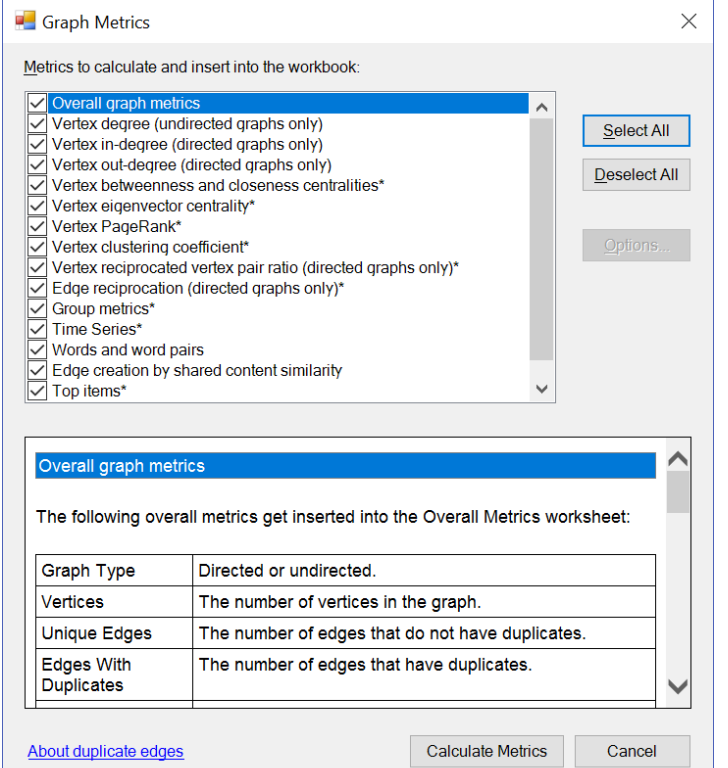 Graph Metrics
Metrics to calculate and insert into the workbook:
Overall graph metrics
Vertex degree (undirected graphs only)
Vertex in-degree (directed graphs only)
Vertex out-degree (directed graphs only)
Vertex betweenness and closeness centralities*
Vertex eigenvector centrality*
Vertex PageRank*
Vertex clustering coefficient*
Vertex reciprocated vertex pair ratio (directed graphs only)*
Edge reciprocation (directed graphs only)*
Group metrics*
Time Series*
Words and word pairs
Edge creation by shared content similarity
Top items*
Select All
Deselect All
Options...
Overall graph metrics
The following overall metrics get inserted into the Overall Metrics worksheet:
Graph Type Directed or undirected.
Vertices The number of vertices in the graph.
Unique Edges The number of edges that do not have duplicates.
Edges With The number of edges that have duplicates.
Duplicates
About duplicate edges
Calculate Metrics
Cancel